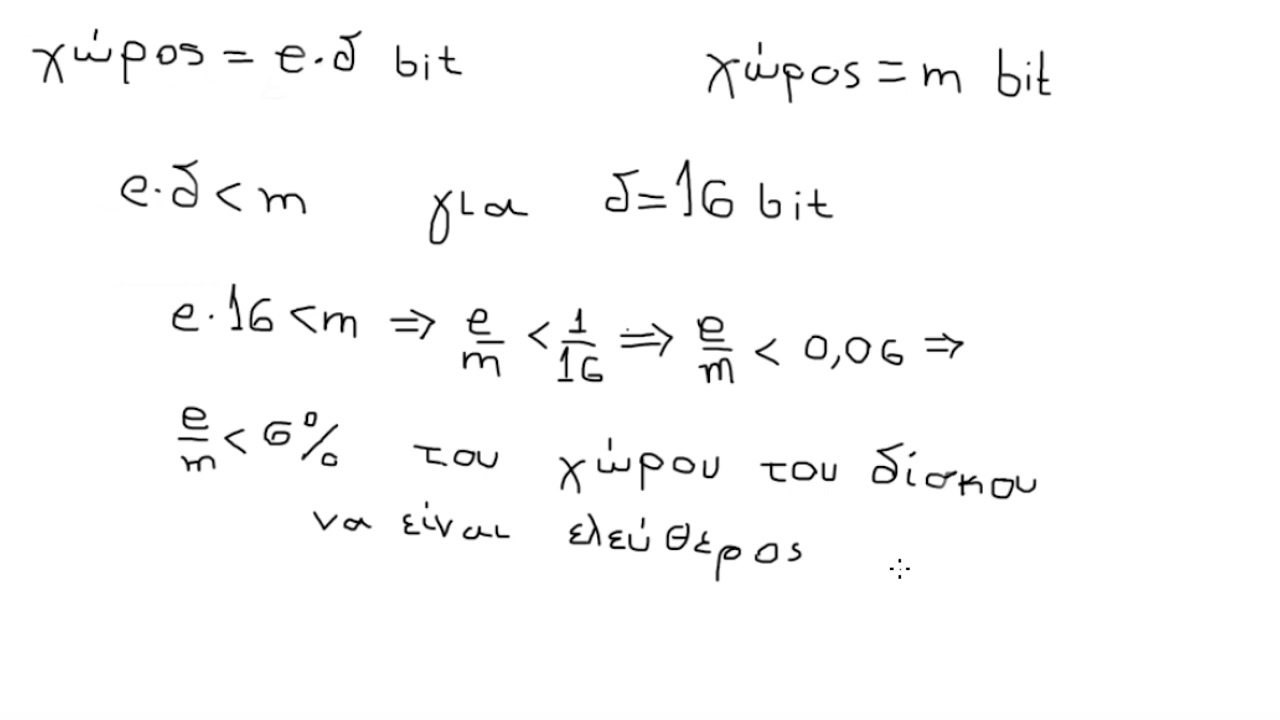 χώρος = e·δ bit χώρος = m bit
e·δ < m για δ = 16 bit
e·16 < m ⇒ e/m < 1/16 ⇒ e/m < 0,06 ⇒
e/m < 6% του χώρου του δίσκου
να είναι ελεύθερος